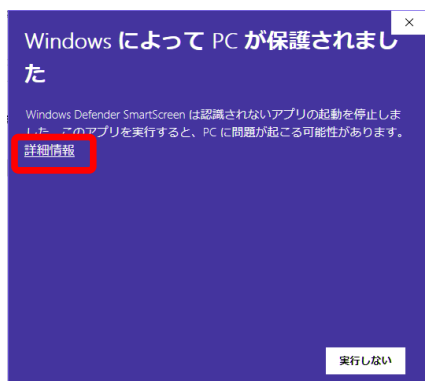 Windows によって PC が保護されまし
た
Windows Defender SmartScreen は認識されないアプリの起動を停止しま
した。このアプリを実行すると、PC に問題が起こる可能性があります。
詳細情報
実行しない